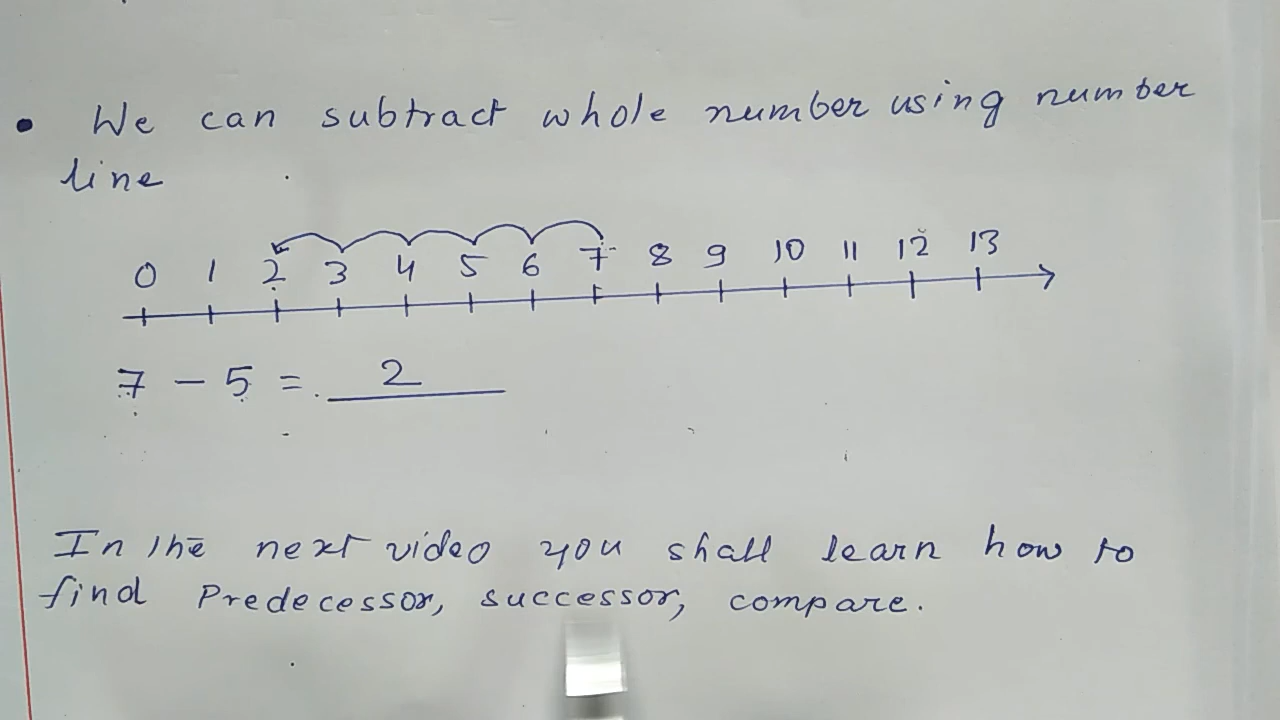 • We can subtract whole number using number
line
0 1 2 3 4 5 6 7 8 9 10 11 12 13
7 - 5 = 2
In the next video you shall learn how to
find Predecessor, successor, compare.